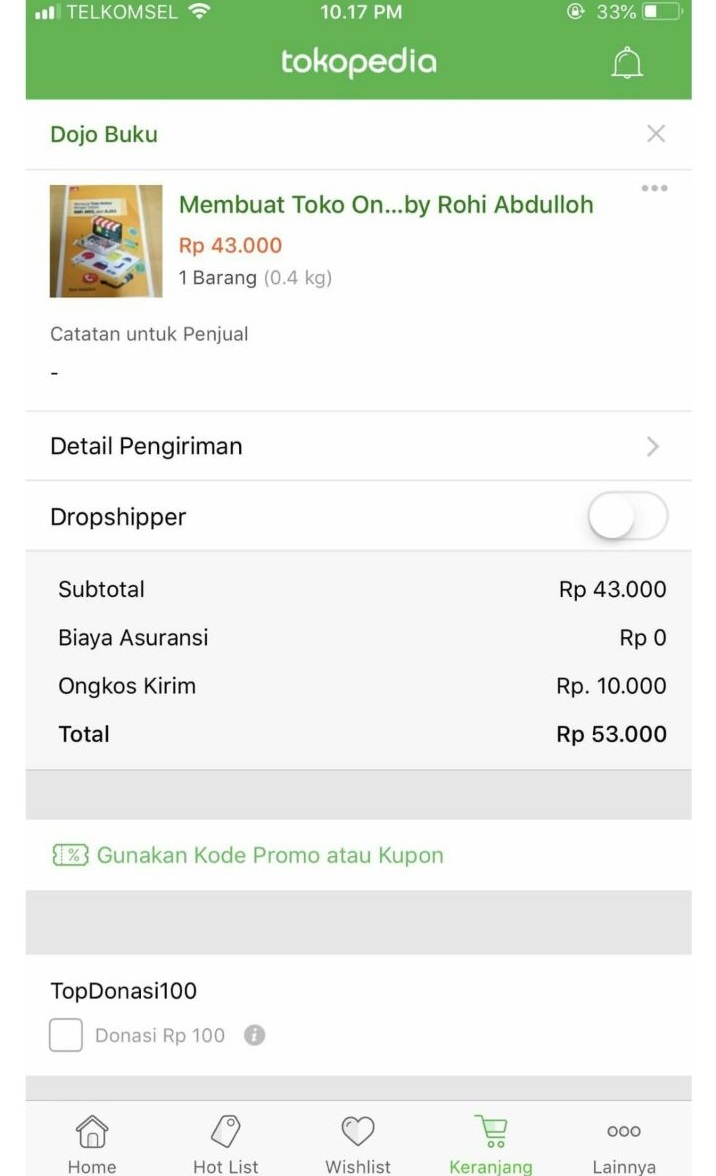 TELKOMSEL 10.17 PM 33%
tokopedia
Dojo Buku
Membuat Toko On...by Rohi Abdulloh
Rp 43.000
1 Barang (0.4 kg)
Catatan untuk Penjual
-
Detail Pengiriman
Dropshipper
Subtotal Rp 43.000
Biaya Asuransi Rp 0
Ongkos Kirim Rp. 10.000
Total Rp 53.000
% Gunakan Kode Promo atau Kupon
TopDonasi100
Donasi Rp 100 i
Home Hot List Wishlist Keranjang Lainnya